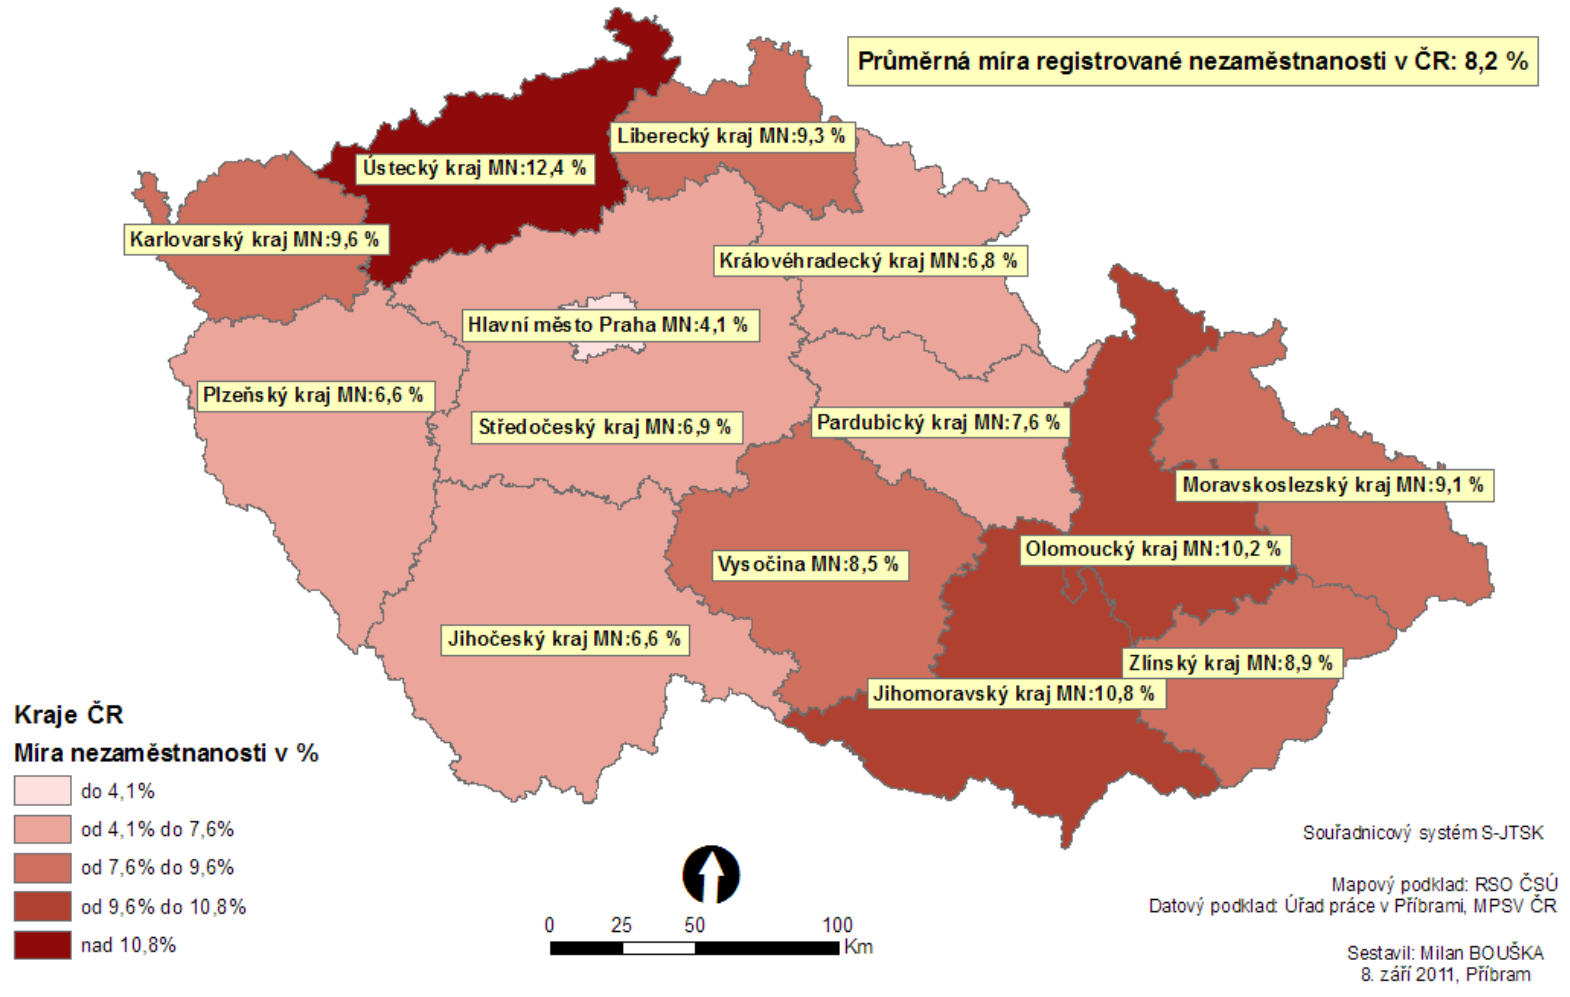 Průměrná míra registrované nezaměstnanosti v ČR: 8,2 %
Liberecký kraj MN:9,3 %
Ústecký kraj MN:12,4 %
Karlovarský kraj MN:9,6 %
Královéhradecký kraj MN:6,8 %
Hlavní město Praha MN:4,1 %
Plzeňský kraj MN:6,6 %
Středočeský kraj MN:6,9 %
Pardubický kraj MN:7,6 %
Moravskoslezský kraj MN:9,1 %
Olomoucký kraj MN:10,2 %
Vysočina MN:8,5 %
Jihočeský kraj MN:6,6 %
Zlínský kraj MN:8,9 %
Jihomoravský kraj MN:10,8 %
Kraje ČR
Míra nezaměstnanosti v %
do 4,1%
od 4,1% do 7,6%
od 7,6% do 9,6%
od 9,6% do 10,8%
nad 10,8%
0 25 50 100
Km
Souřadnicový systém S-JTSK
Mapový podklad: RSO ČSÚ
Datový podklad: Úřad práce v Příbrami, MPSV ČR
Sestavil: Milan BOUŠKA
8. září 2011, Příbram